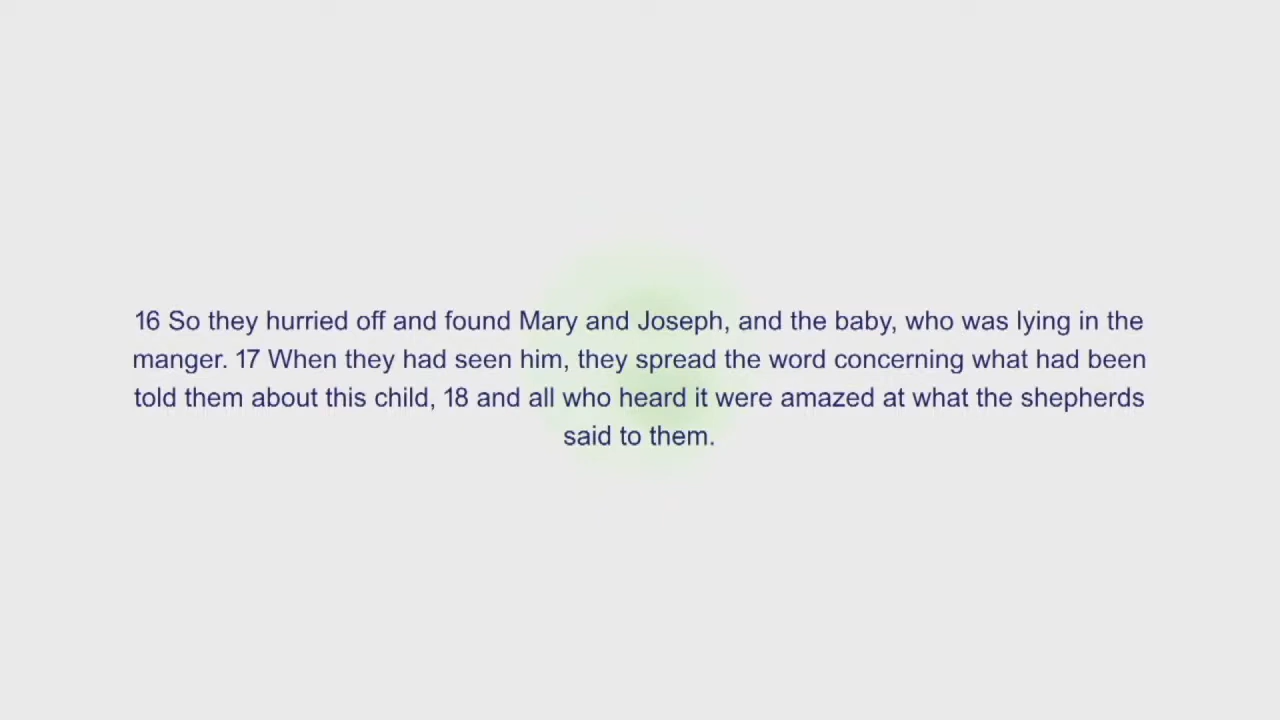 16 So they hurried off and found Mary and Joseph, and the baby, who was lying in the
manger. 17 When they had seen him, they spread the word concerning what had been
told them about this child, 18 and all who heard it were amazed at what the shepherds
said to them.